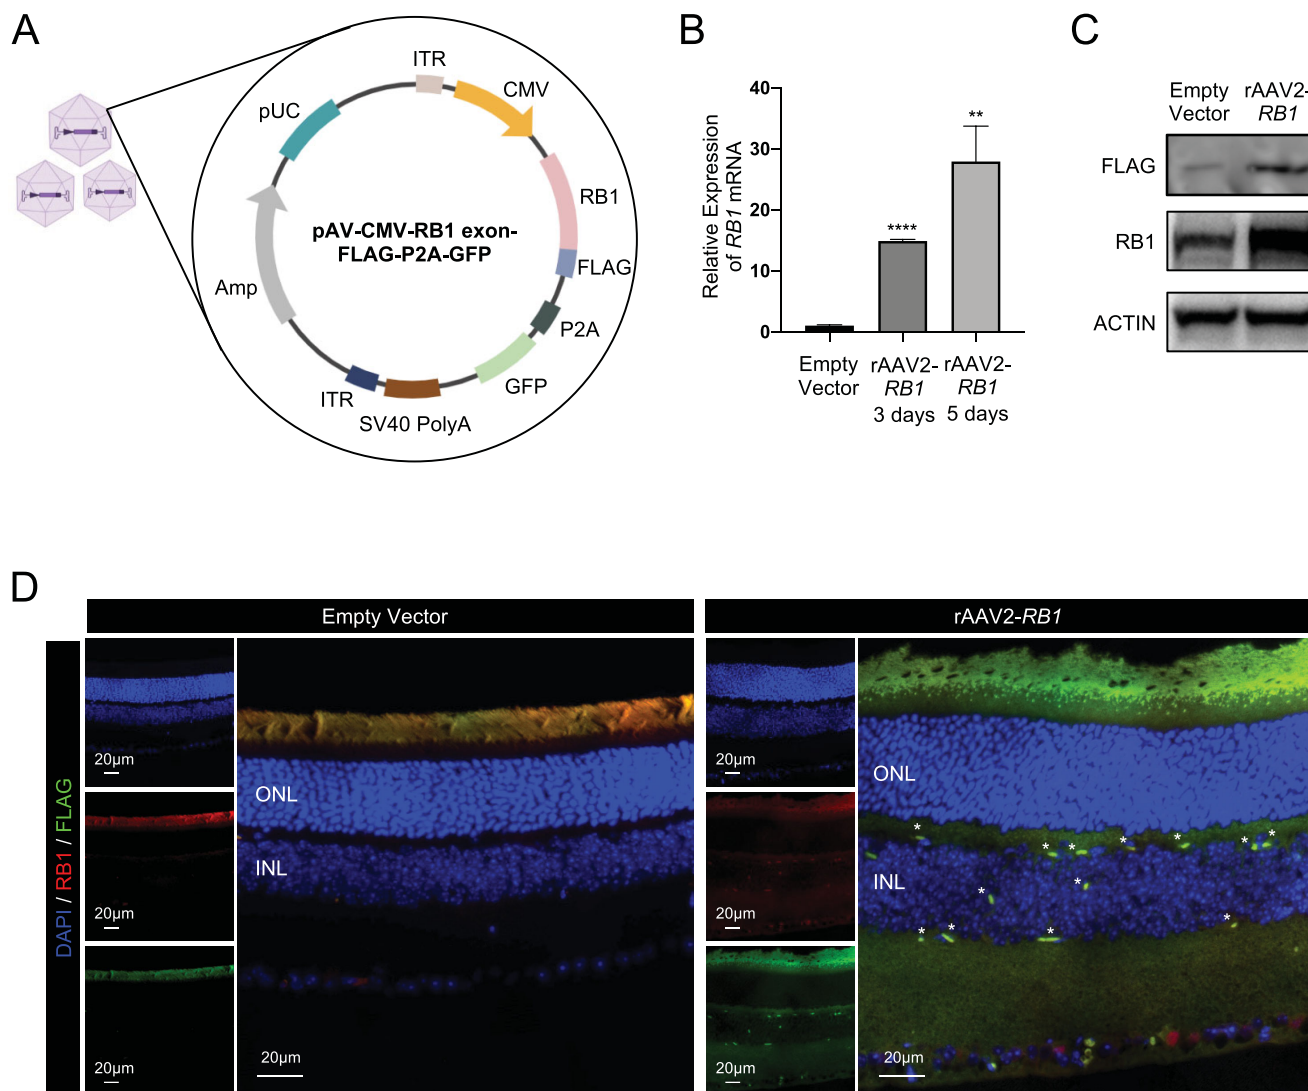 A
ITR
CMV
pUC
RB1
pAV-CMV-RB1 exon-
FLAG-P2A-GFP
FLAG
Amp
P2A
GFP
ITR
SV40 PolyA
B
Relative Expression
of RB1 mRNA
40
30
20
10
0
****
**
Empty
Vector
rAAV2-
RB1
3 days
rAAV2-
RB1
5 days
C
Empty
Vector
rAAV2-
RB1
FLAG
RB1
ACTIN
D
Empty Vector
rAAV2-RB1
DAPI / RB1 / FLAG
20µm
20µm
20µm
ONL
INL
20µm
20µm
20µm
20µm
ONL
*
*
*
*
*
*
*
INL
*
*
*
*
*
*
20µm